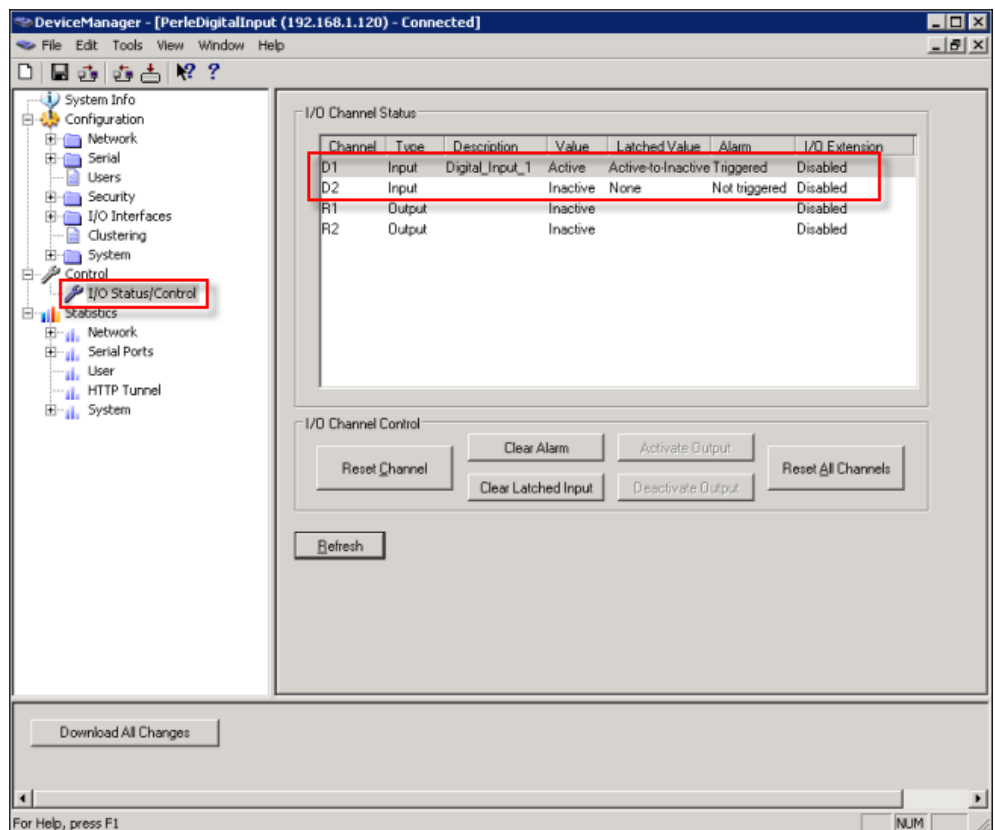 DeviceManager - [PerleDigitalInput (192.168.1.120) - Connected]
File Edit Tools View Window Help
System Info
Configuration
Network
Serial
Users
Security
I/O Interfaces
Clustering
System
Control
I/O Status/Control
Statistics
Network
Serial Ports
User
HTTP Tunnel
System
I/O Channel Status
Channel Type Description Value Latched Value Alarm I/O Extension
D1 Input Digital_Input_1 Active Active-to-Inactive Triggered Disabled
D2 Input Inactive None Not triggered Disabled
R1 Output Inactive Disabled
R2 Output Inactive Disabled
I/O Channel Control
Reset Channel
Clear Alarm
Activate Output
Clear Latched Input
Deactivate Output
Reset All Channels
Refresh
Download All Changes
For Help, press F1
NUM